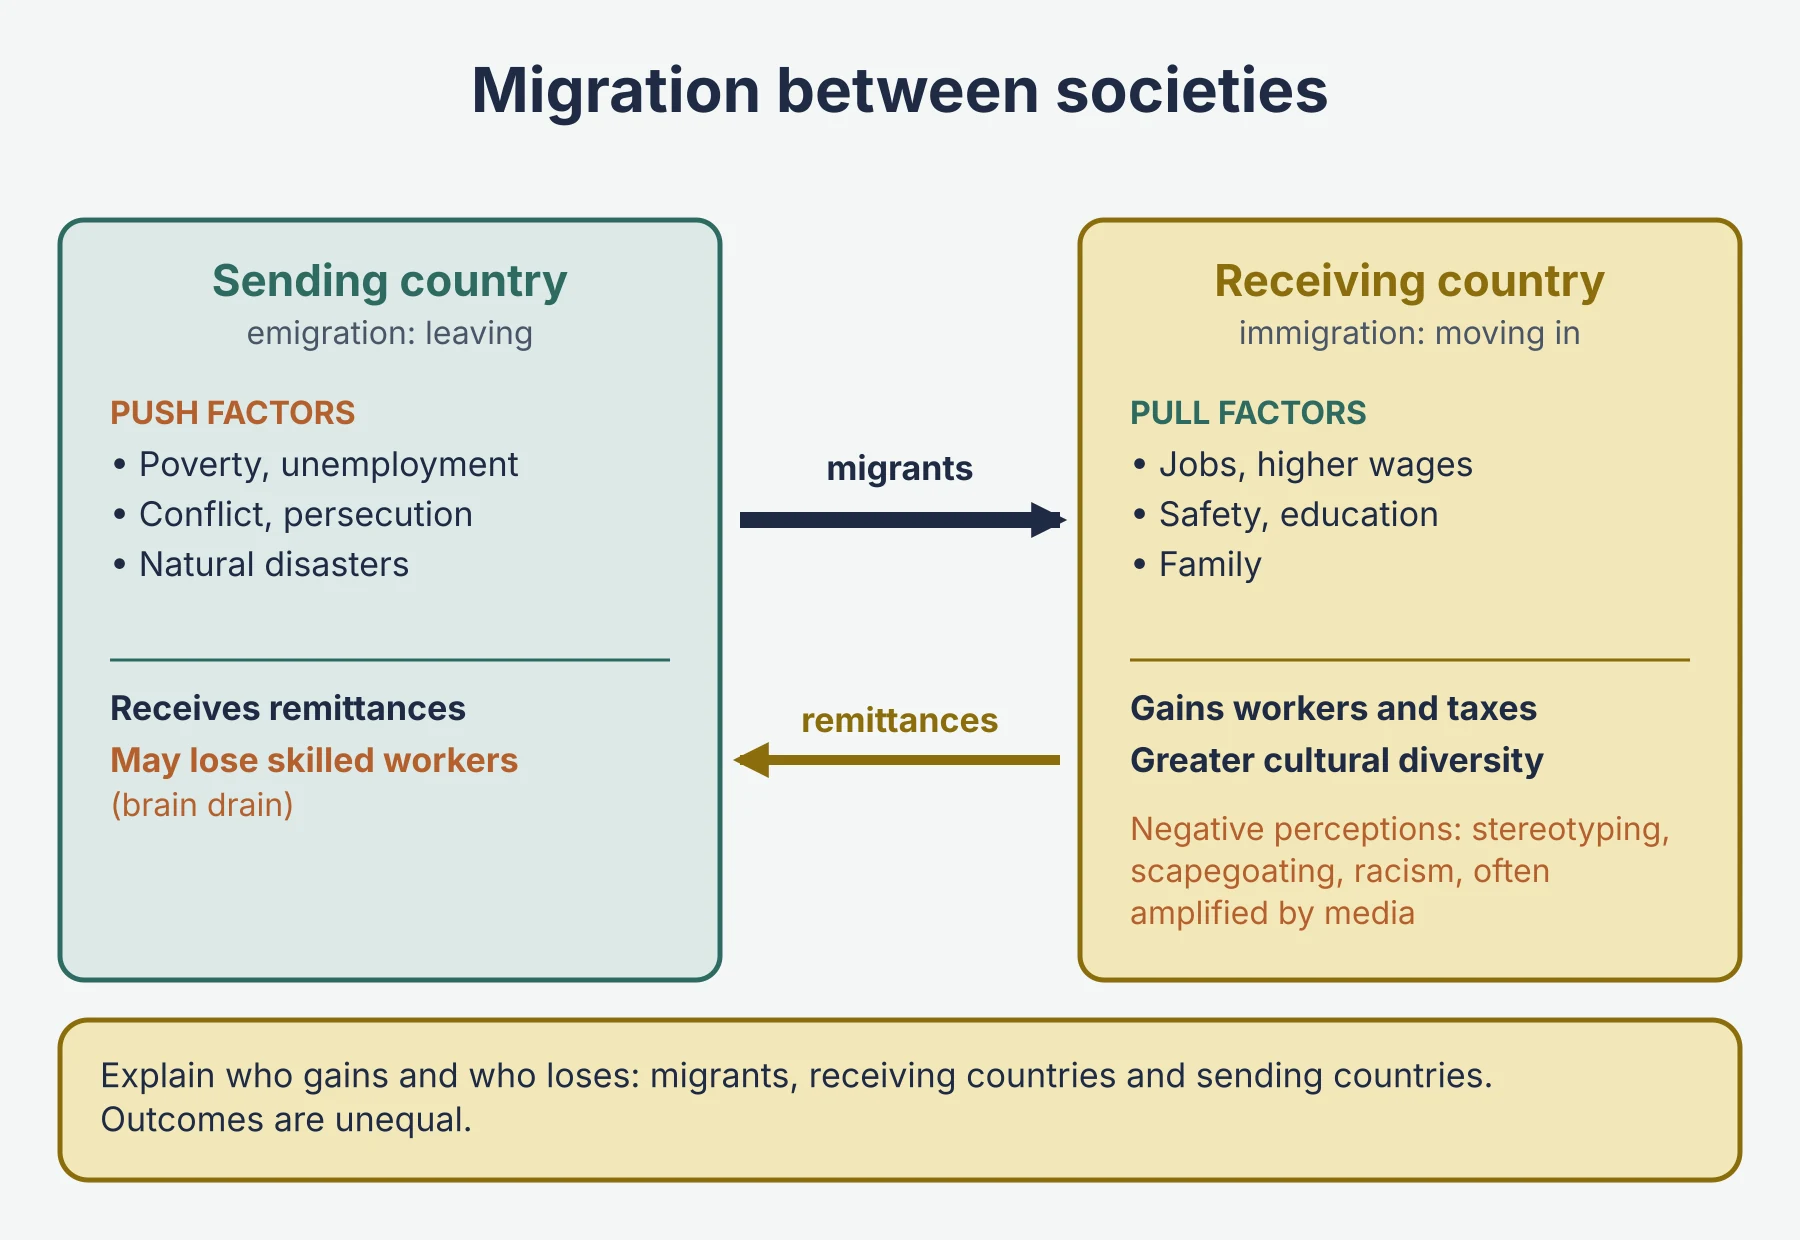 Migration between societies
Sending country
emigration: leaving
PUSH FACTORS
• Poverty, unemployment
• Conflict, persecution
• Natural disasters
Receives remittances
May lose skilled workers
(brain drain)
migrants
remittances
Receiving country
immigration: moving in
PULL FACTORS
• Jobs, higher wages
• Safety, education
• Family
Gains workers and taxes
Greater cultural diversity
Negative perceptions: stereotyping,
scapegoating, racism, often
amplified by media
Explain who gains and who loses: migrants, receiving countries and sending countries.
Outcomes are unequal.